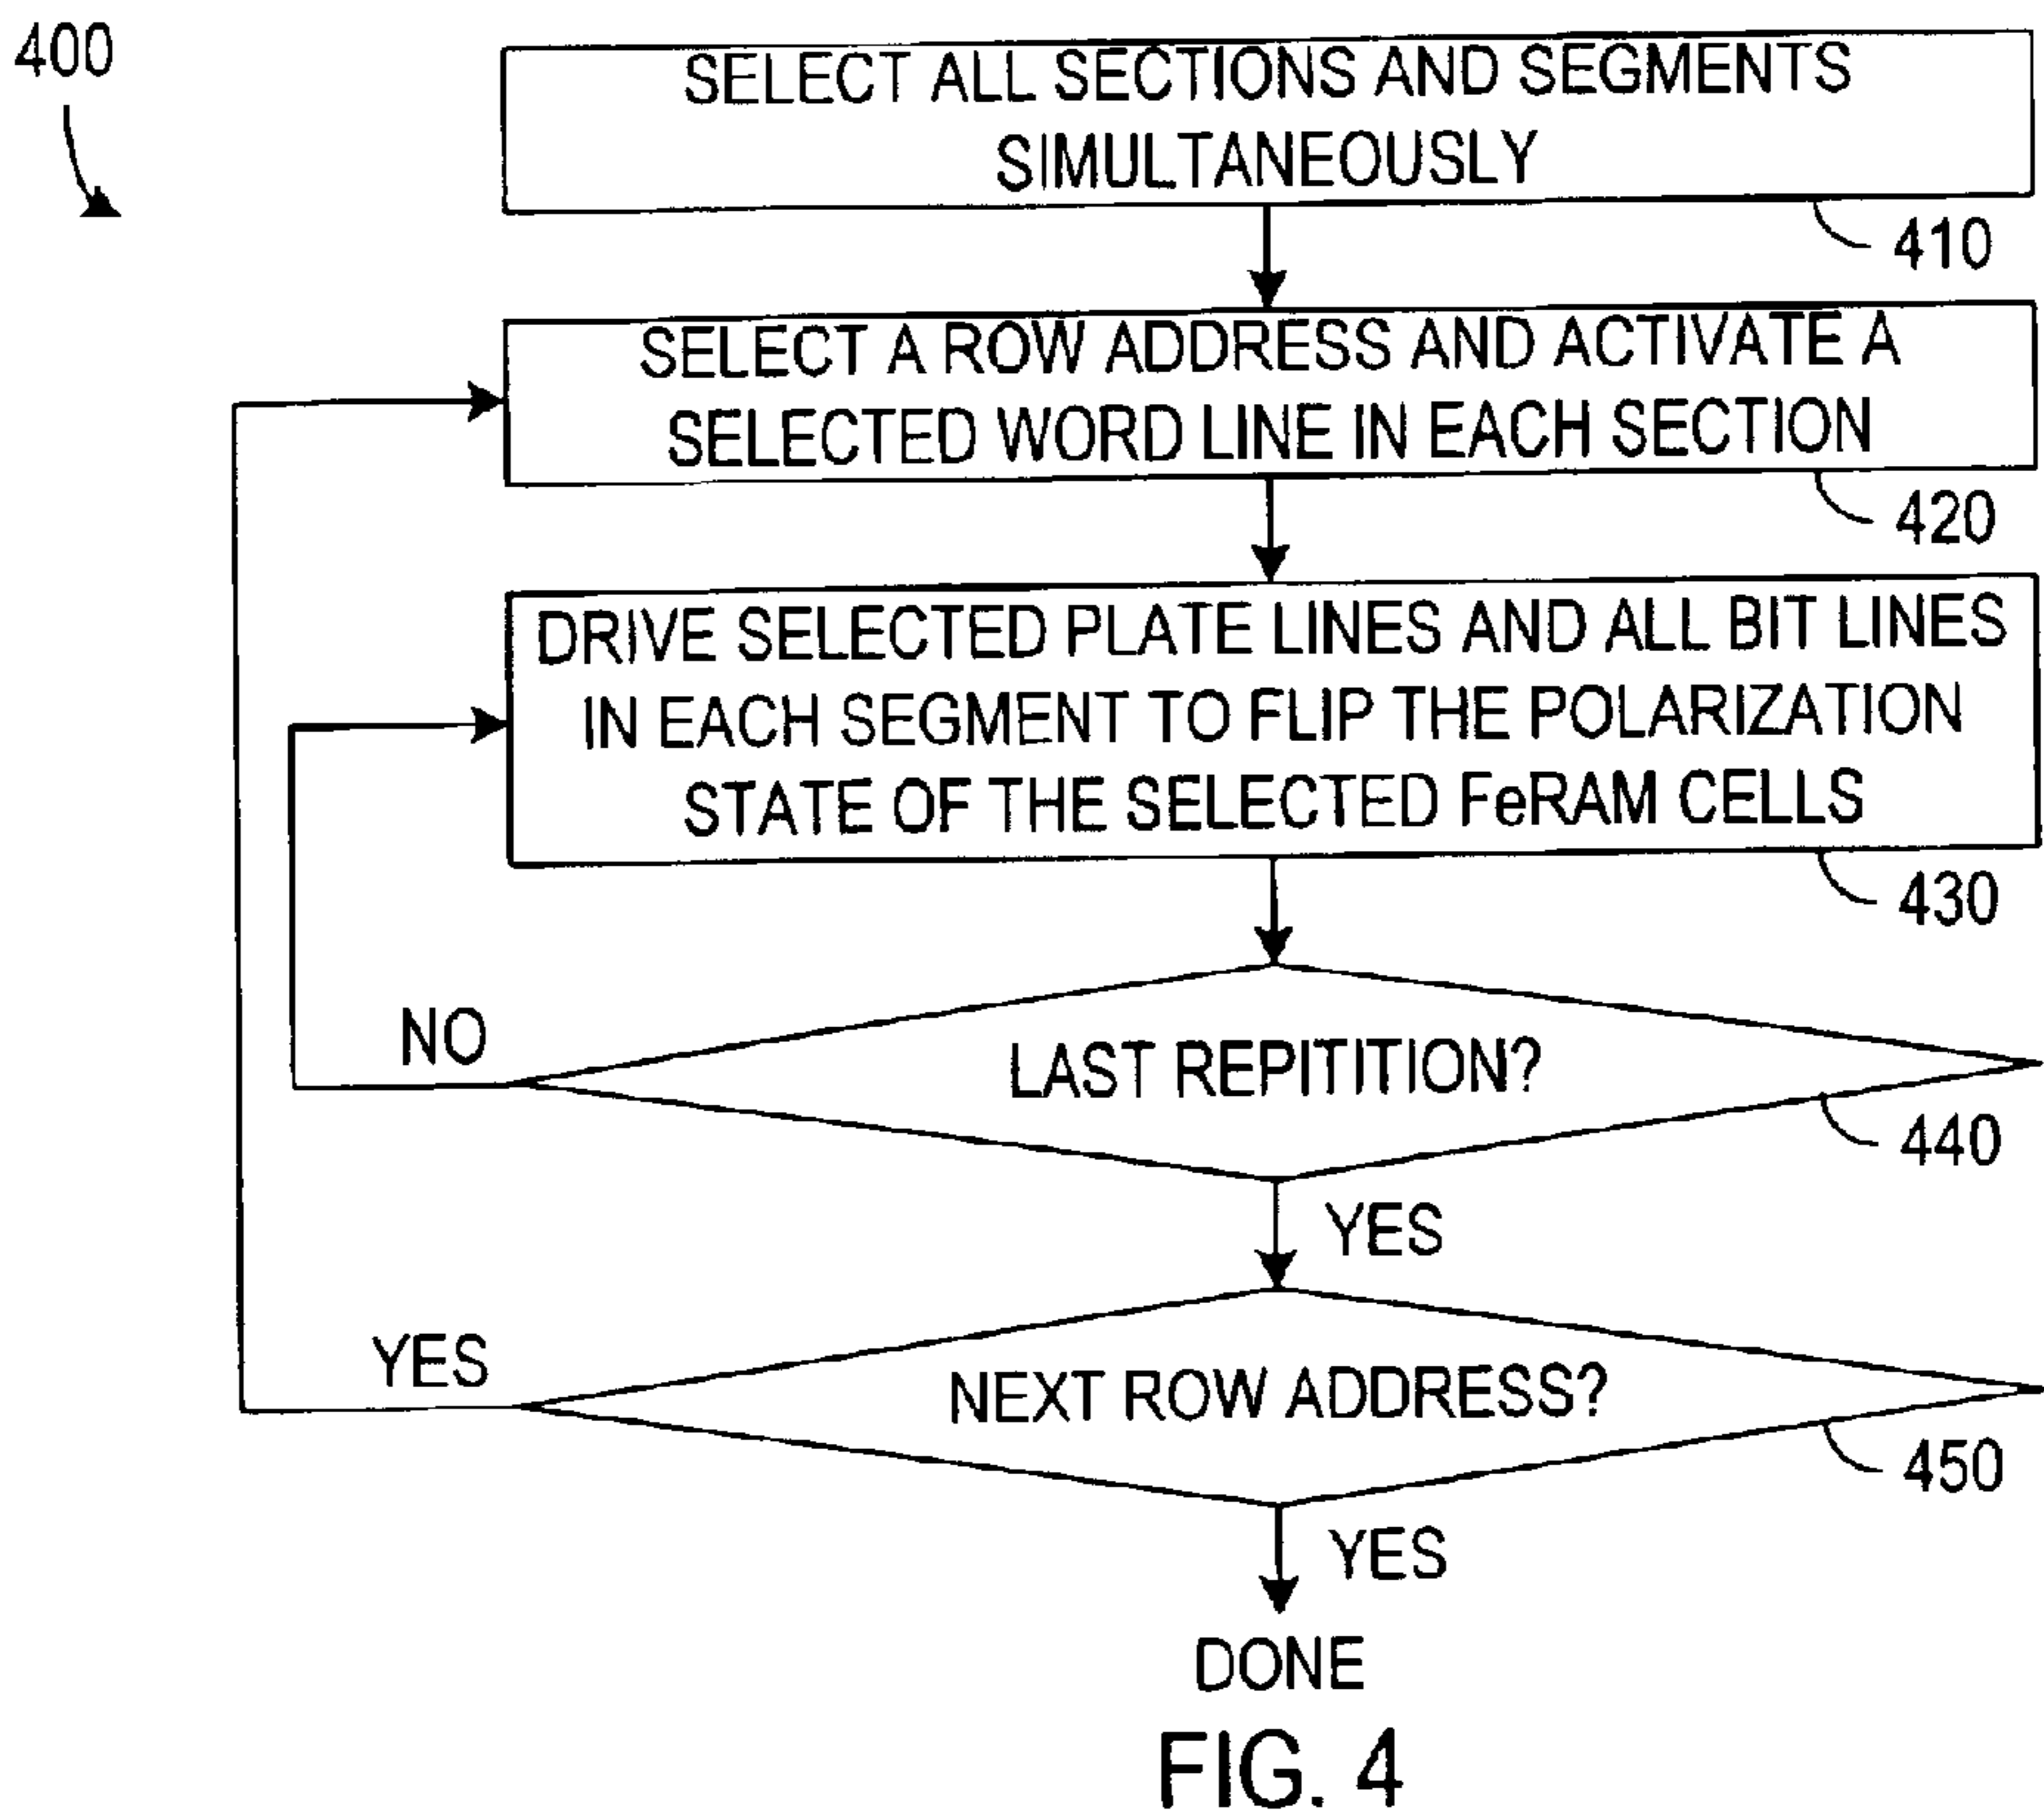 400
SELECT ALL SECTIONS AND SEGMENTS
SIMULTANEOUSLY
410
SELECT A ROW ADDRESS AND ACTIVATE A
SELECTED WORD LINE IN EACH SECTION
420
DRIVE SELECTED PLATE LINES AND ALL BIT LINES
IN EACH SEGMENT TO FLIP THE POLARIZATION
STATE OF THE SELECTED FeRAM CELLS
430
NO
LAST REPITITION?
440
YES
YES
NEXT ROW ADDRESS?
450
YES
DONE
FIG. 4